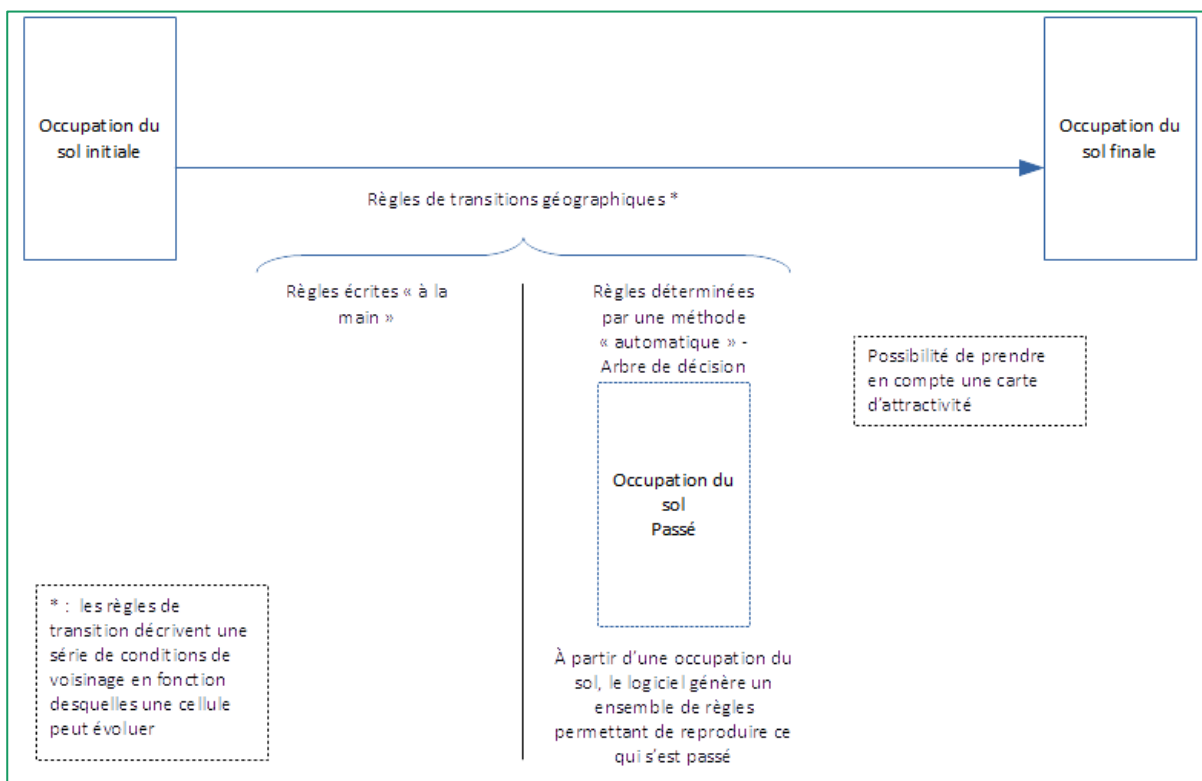 Occupation du
sol initiale
Occupation du
sol finale
Règles de transitions géographiques *
Règles écrites « à la
main »
Règles déterminées
par une méthode
« automatique » -
Arbre de décision
Possibilité de prendre
en compte une carte
d'attractivité
Occupation du
sol
Passé
* : les règles de
transition décrivent une
série de conditions de
voisinage en fonction
desquelles une cellule
peut évoluer
À partir d'une occupation du
sol, le logiciel génère un
ensemble de règles
permettant de reproduire ce
qui s'est passé